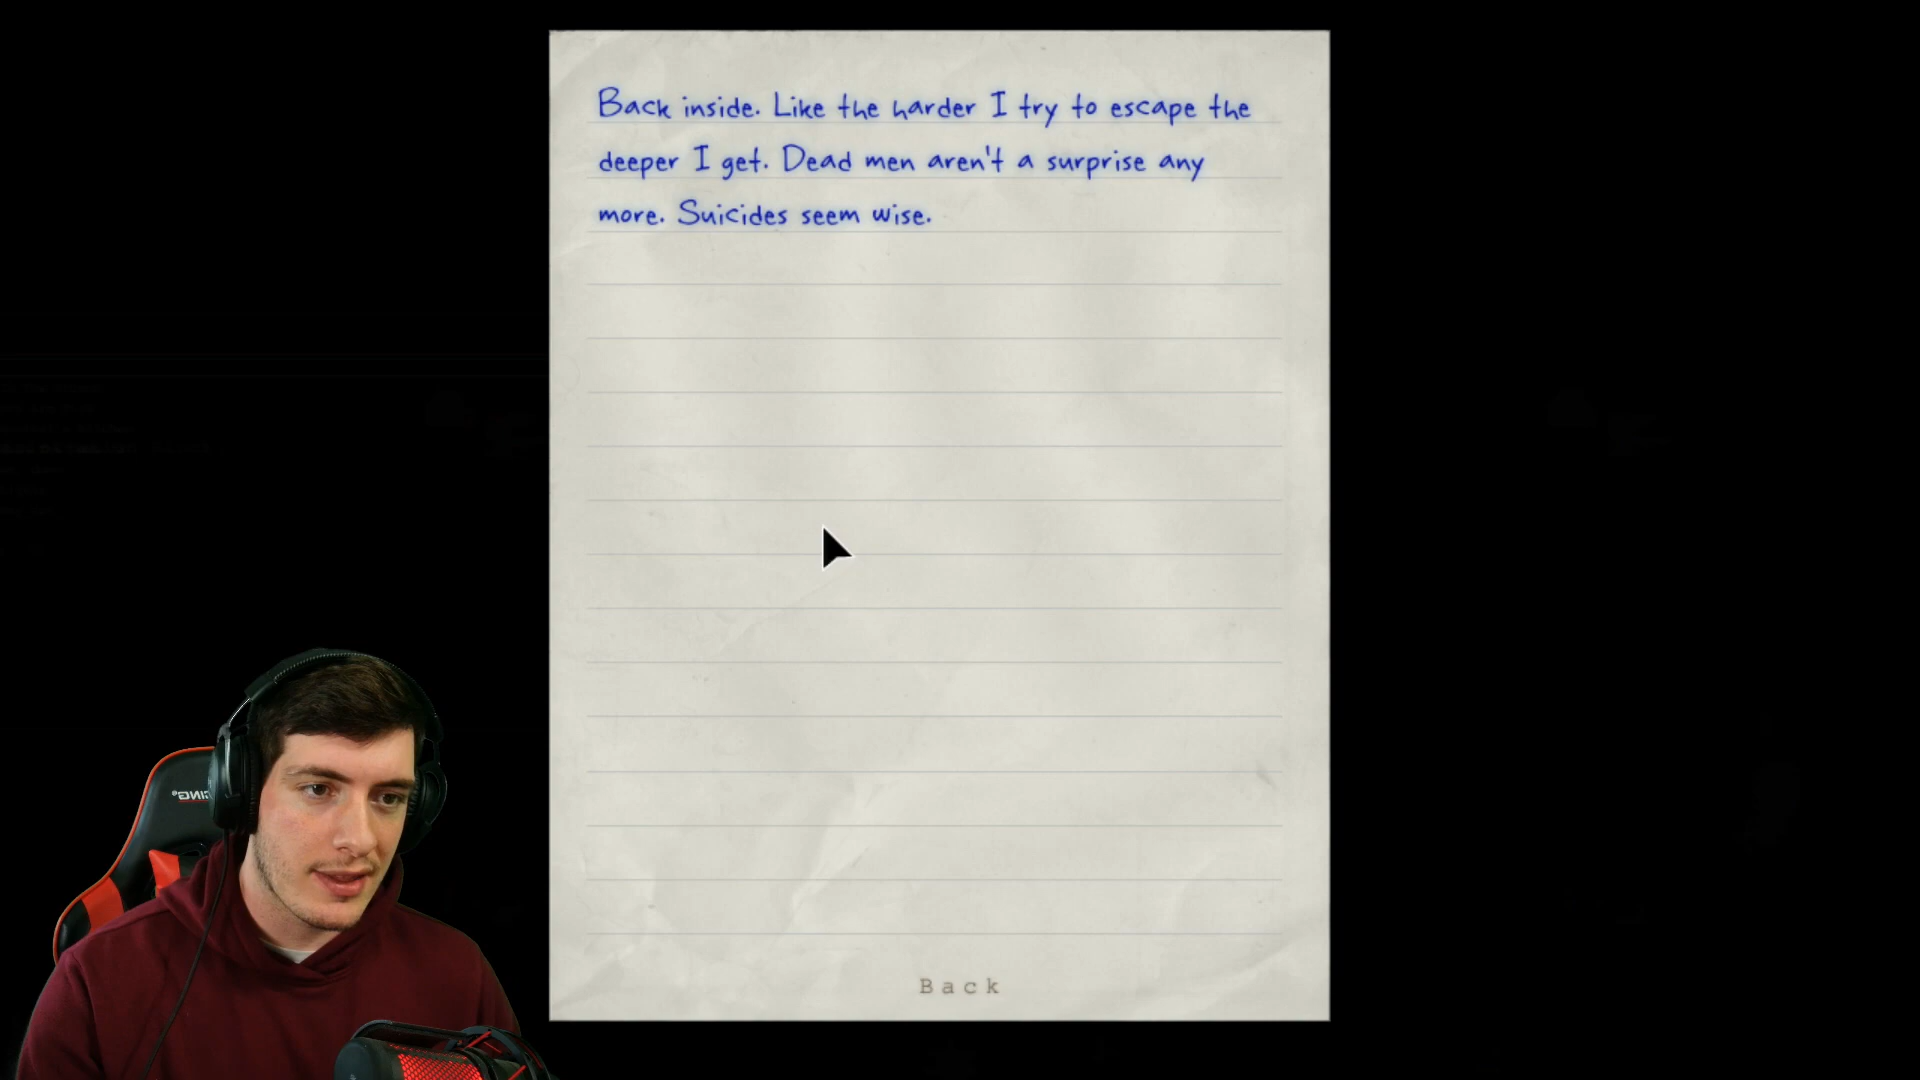 Back inside. Like the harder I try to escape the
deeper I get. Dead men aren't a surprise any
more. Suicides seem wise.
Back